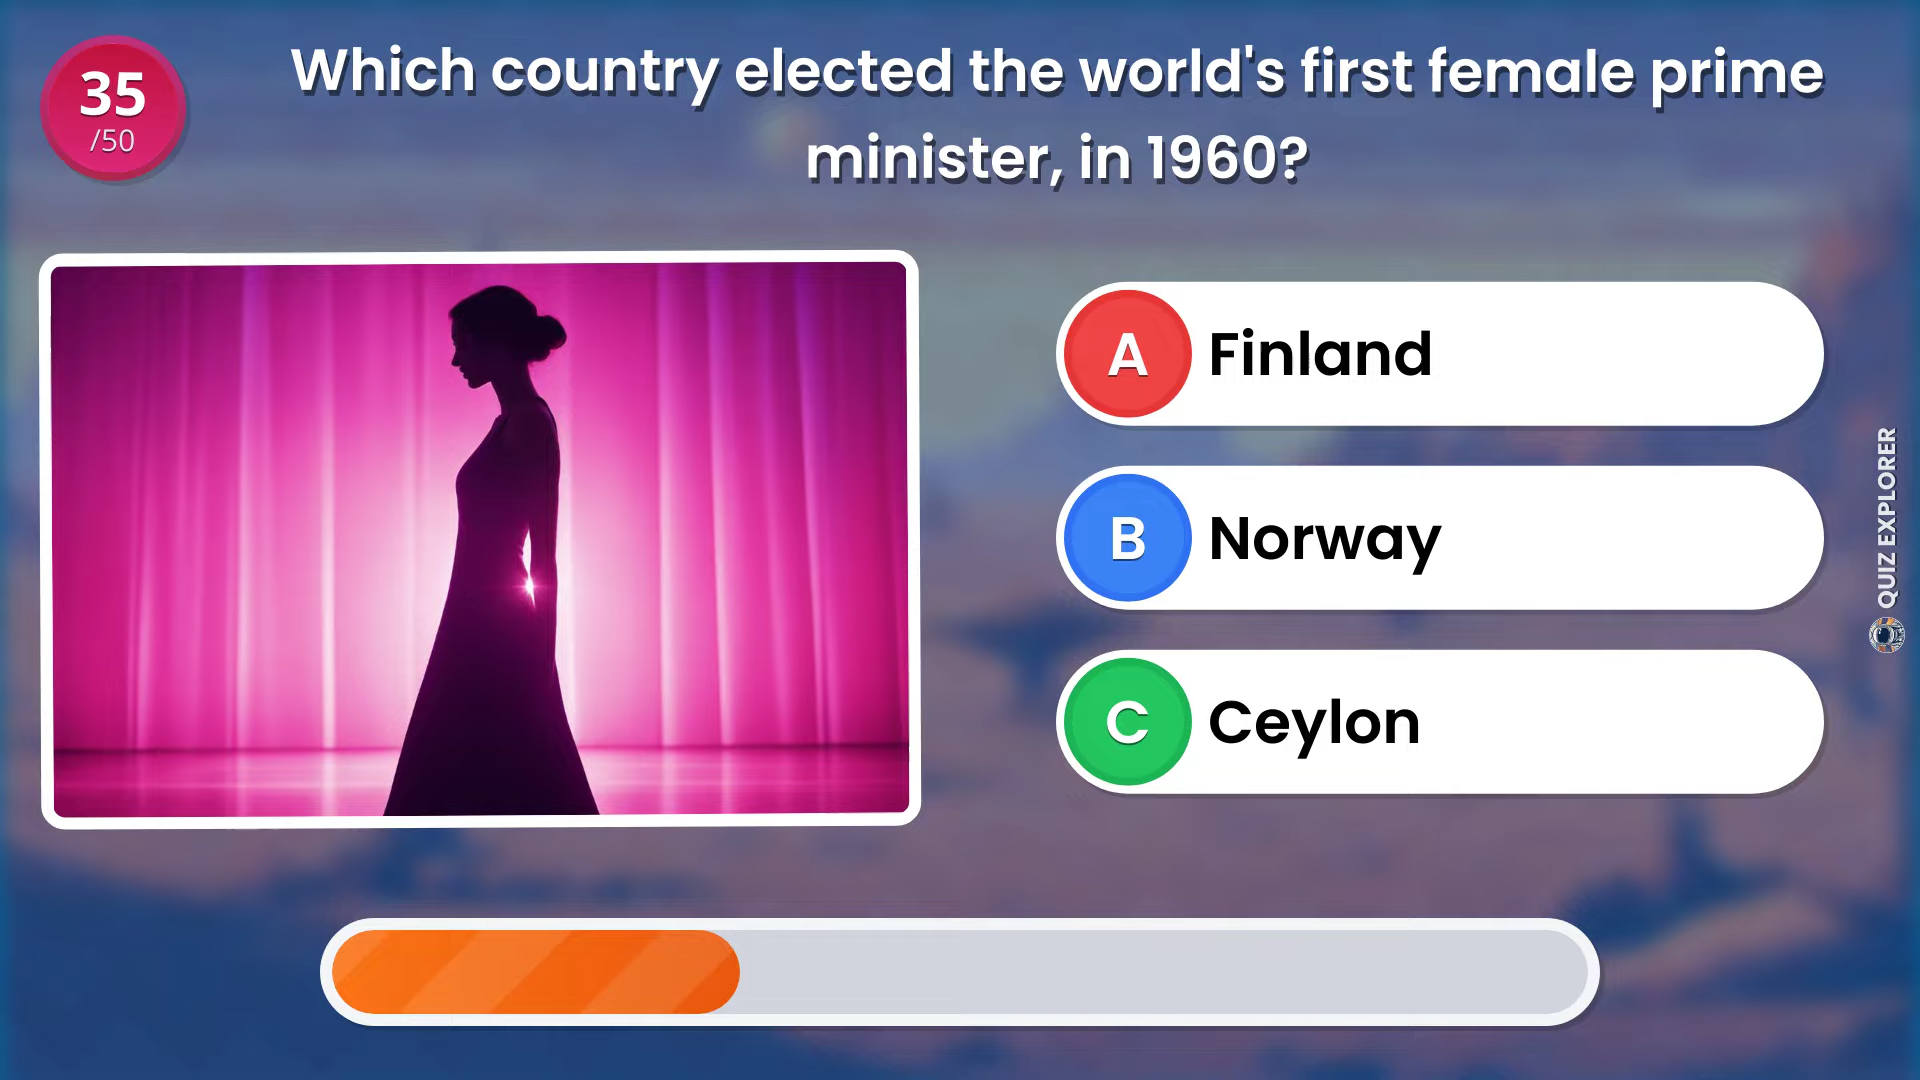 35
/50
Which country elected the world's first female prime
minister, in 1960?
A Finland
B Norway
C Ceylon
QUIZ EXPLORER